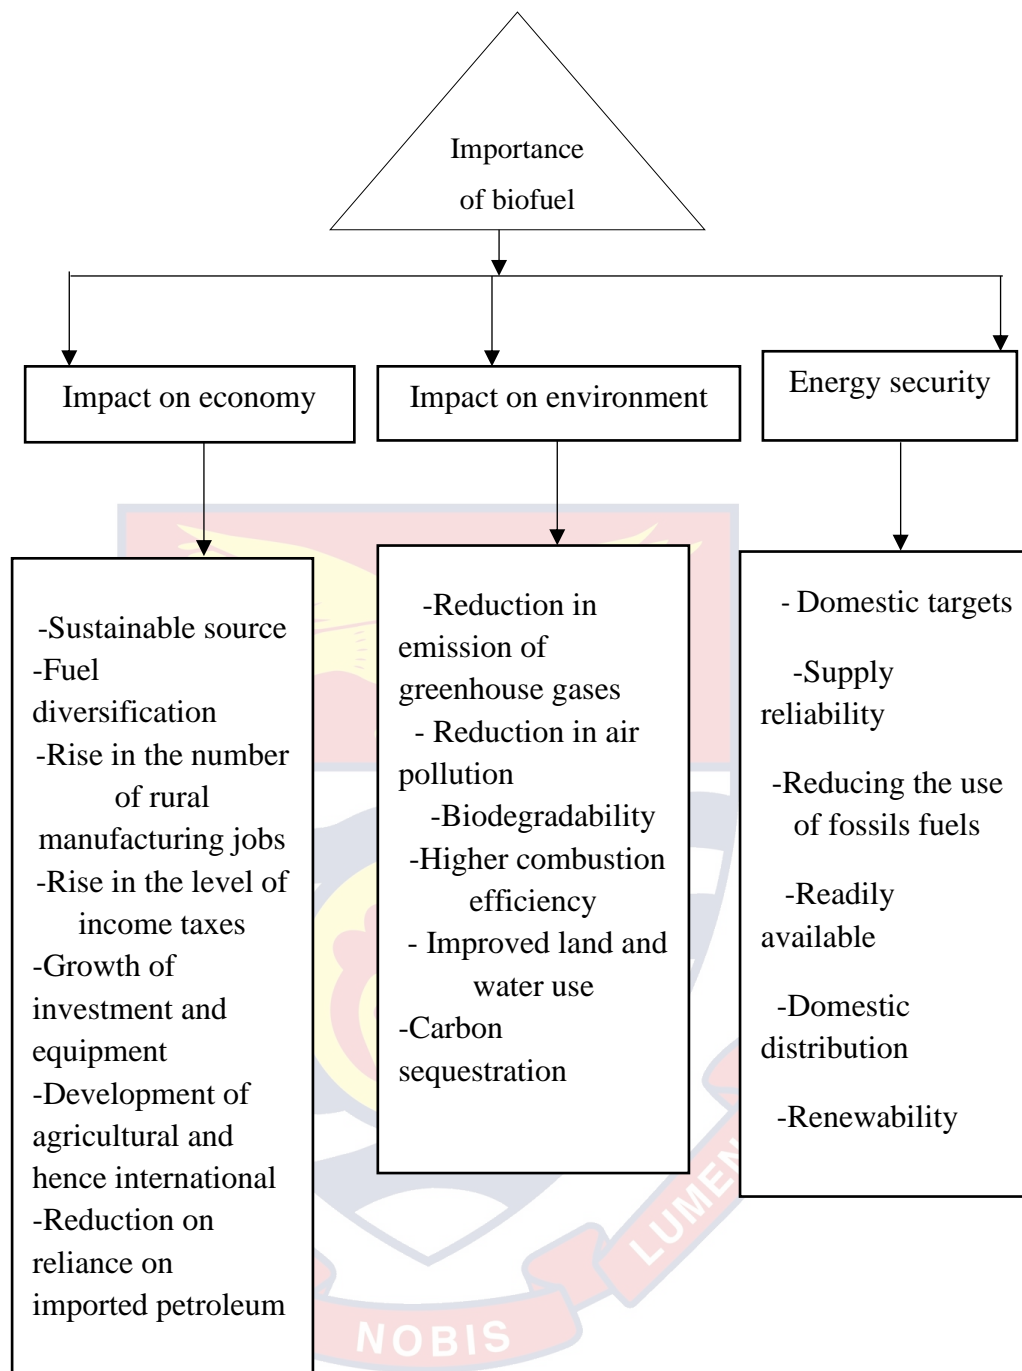 Importance
of biofuel
Impact on economy
Impact on environment
Energy security
-Sustainable source
-Fuel
diversification
-Rise in the number
of rural
manufacturing jobs
-Rise in the level of
income taxes
-Growth of
investment and
equipment
-Development of
agricultural and
hence international
-Reduction on
reliance on
imported petroleum
-Reduction in
emission of
greenhouse gases
- Reduction in air
pollution
-Biodegradability
-Higher combustion
efficiency
- Improved land and
water use
-Carbon
sequestration
- Domestic targets
-Supply
reliability
-Reducing the use
of fossils fuels
-Readily
available
-Domestic
distribution
-Renewability
NOBIS
LUMEN